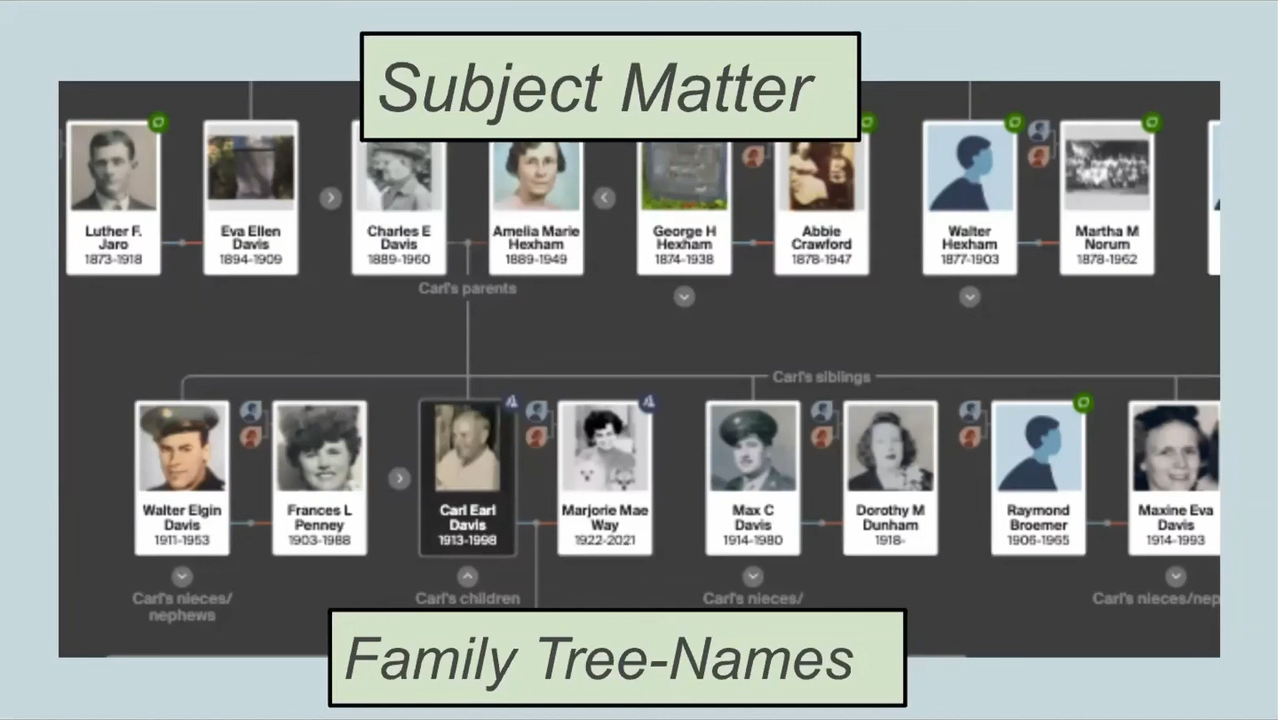 Subject Matter
Luther F.
Jaro
1873-1918
Eva Ellen
Davis
1894-1909
Charles E
Davis
1889-1960
Amelia Marie
Hexham
1889-1949
George H
Hexham
1874-1938
Abbie
Crawford
1878-1947
Walter
Hexham
1877-1903
Martha M
Norum
1878-1962
Carl's parents
Carl's siblings
Walter Elgin
Davis
1911-1953
Frances L
Penney
1903-1988
Carl Earl
Davis
1913-1998
Marjorie Mae
Way
1922-2021
Max C
Davis
1914-1980
Dorothy M
Dunham
1918-
Raymond
Broemer
1906-1965
Maxine Eva
Davis
1914-1993
Carl's nieces/
nephews
Carl's children
Carl's nieces/
Carl's nieces/nep
Family Tree-Names